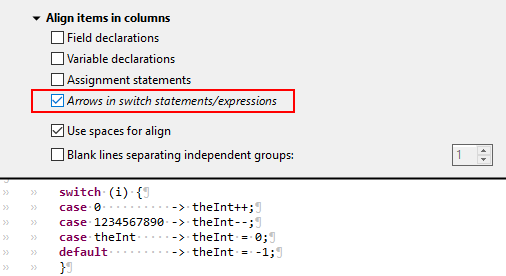 Align items in columns
Field declarations
Variable declarations
Assignment statements
Arrows in switch statements/expressions
Use spaces for align
Blank lines separating independent groups: 1
» » switch·(i)·{¶
» » case·0··········->·theInt++;¶
» » case·1234567890·->·theInt--;¶
» » case·theInt·····->·theInt·=·0;¶
» » default·········->·theInt·=·-1;¶
» » }¶